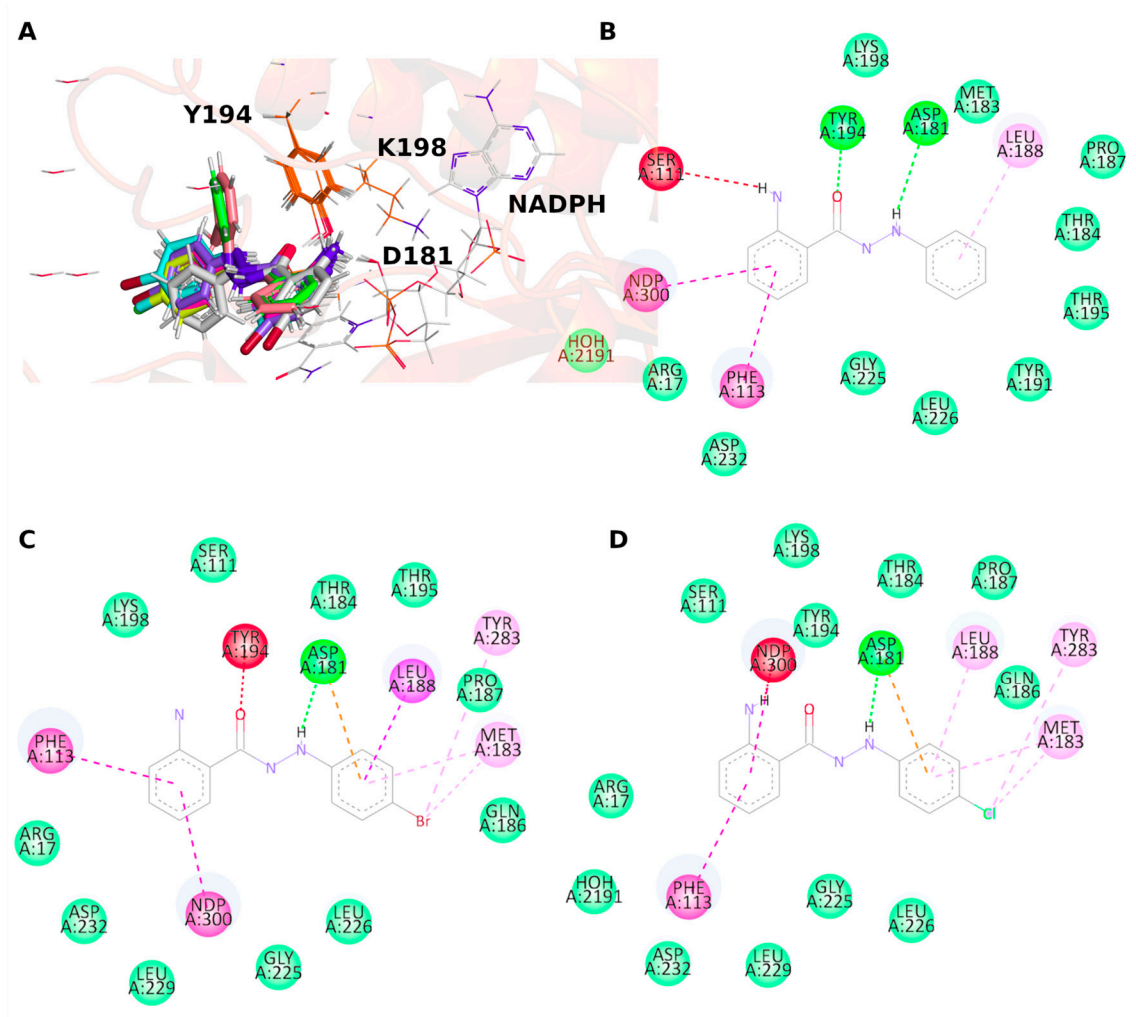 A
Y194
K198
NADPH
D181
B
LYS
A:198
TYR
A:194
ASP
A:181
MET
A:183
LEU
A:188
PRO
A:187
SER
A:111
H
N
O
H
N
N
THR
A:184
NDP
A:300
THR
A:195
HOH
A:2191
ARG
A:17
PHE
A:113
GLY
A:225
TYR
A:191
LEU
A:226
ASP
A:232
C
SER
A:111
LYS
A:198
THR
A:184
THR
A:195
TYR
A:194
ASP
A:181
TYR
A:283
LEU
A:188
PRO
A:187
PHE
A:113
N
O
H
N
N
MET
A:183
Br
GLN
A:186
ARG
A:17
ASP
A:232
NDP
A:300
LEU
A:226
LEU
A:229
GLY
A:225
D
LYS
A:198
SER
A:111
THR
A:184
PRO
A:187
TYR
A:194
NDP
A:300
ASP
A:181
LEU
A:188
TYR
A:283
GLN
A:186
H
N
O
H
N
N
MET
A:183
Cl
ARG
A:17
HOH
A:2191
PHE
A:113
GLY
A:225
LEU
A:226
ASP
A:232
LEU
A:229